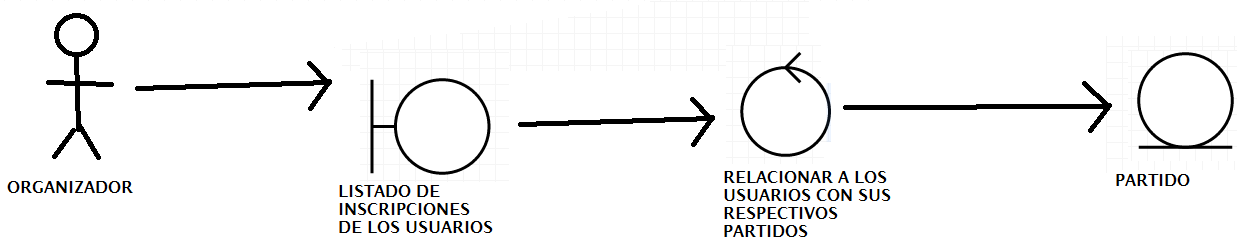 ORGANIZADOR
LISTADO DE
INSCRIPCIONES
DE LOS USUARIOS
RELACIONAR A LOS
USUARIOS CON SUS
RESPECTIVOS
PARTIDOS
PARTIDO